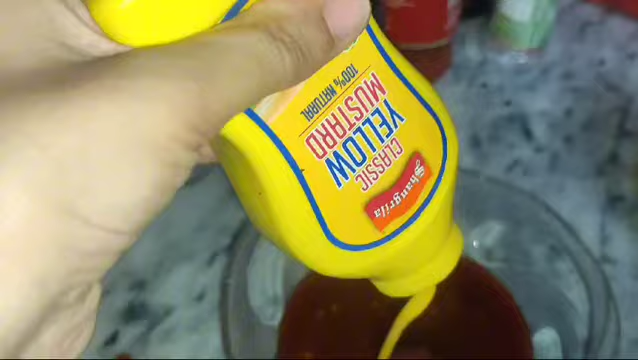 Shangrila
CLASSIC
YELLOW
MUSTARD
100% NATURAL